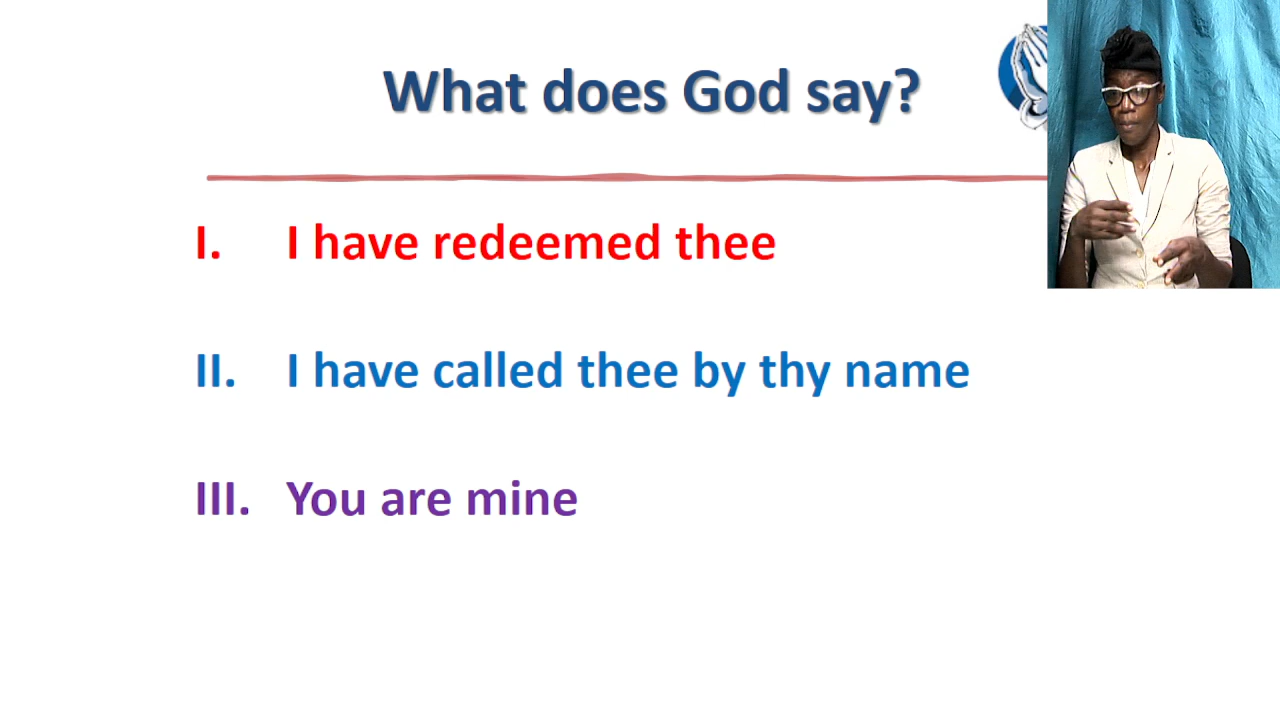 What does God say?
I. I have redeemed thee
II. I have called thee by thy name
III. You are mine